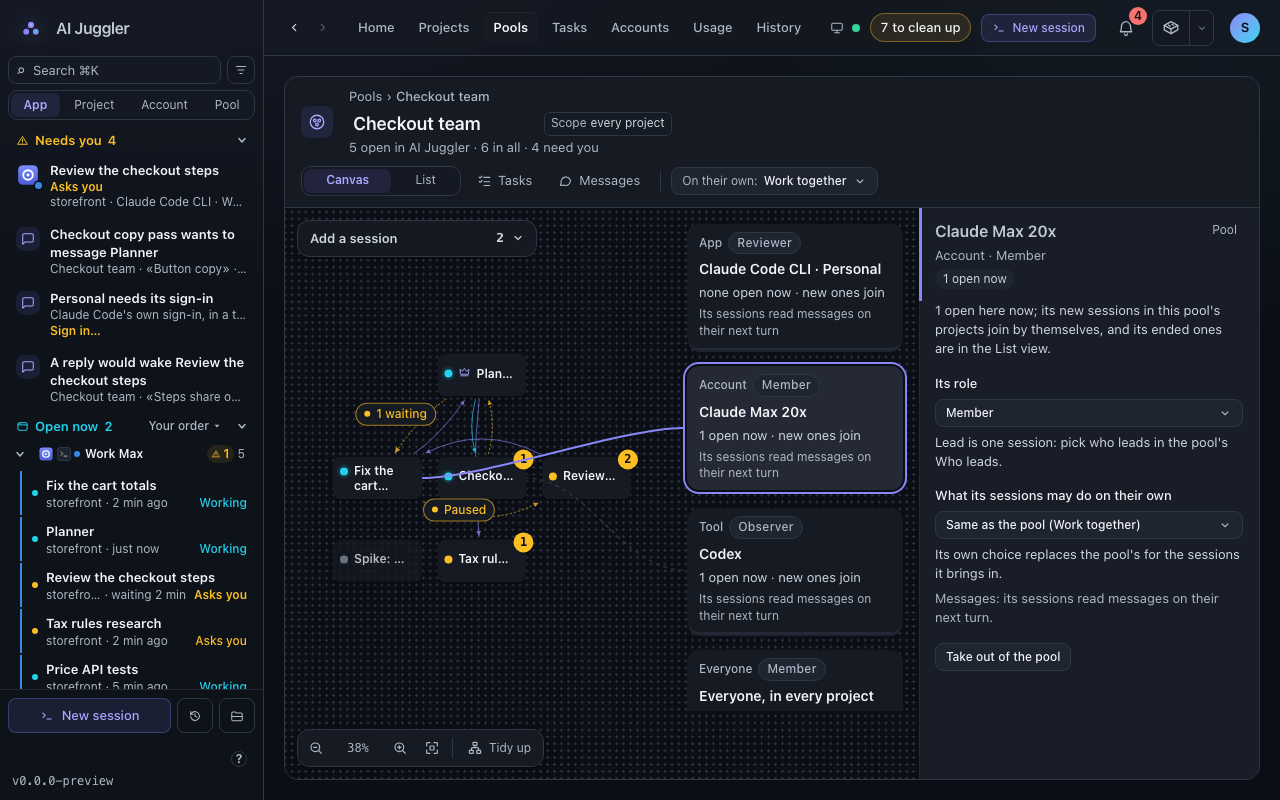 AI Juggler
Search ⌘K
App
Project
Account
Pool
Needs you 4
Review the checkout steps
Asks you
storefront · Claude Code CLI · W…
Checkout copy pass wants to
message Planner
Checkout team · «Button copy» ·…
Personal needs its sign-in
Claude Code's own sign-in, in a t…
Sign in…
A reply would wake Review the
checkout steps
Checkout team · «Steps share o…
Open now 2
Your order
Work Max
1
5
Fix the cart totals
storefront · 2 min ago
Working
Planner
storefront · just now
Working
Review the checkout steps
storefro… · waiting 2 min
Asks you
Tax rules research
storefront · 2 min ago
Asks you
Price API tests
storefront · 5 min ago
Working
New session
?
v0.0.0-preview
Home
Projects
Pools
Tasks
Accounts
Usage
History
7 to clean up
New session
4
S
Pools › Checkout team
Checkout team
Scope every project
5 open in AI Juggler · 6 in all · 4 need you
Canvas
List
Tasks
Messages
On their own: Work together
Add a session
2
Plan…
1 waiting
Fix the
cart…
Checko…
1
Review…
2
Paused
Spike: …
Tax rul…
1
App
Reviewer
Claude Code CLI · Personal
none open now · new ones join
Its sessions read messages on
their next turn
Account
Member
Claude Max 20x
1 open now · new ones join
Its sessions read messages on
their next turn
Tool
Observer
Codex
1 open now · new ones join
Its sessions read messages on
their next turn
Everyone
Member
Everyone, in every project
38%
Tidy up
Claude Max 20x
Pool
Account · Member
1 open now
1 open here now; its new sessions in this pool's
projects join by themselves, and its ended ones
are in the List view.
Its role
Member
Lead is one session: pick who leads in the pool's
Who leads.
What its sessions may do on their own
Same as the pool (Work together)
Its own choice replaces the pool's for the sessions
it brings in.
Messages: its sessions read messages on their
next turn.
Take out of the pool